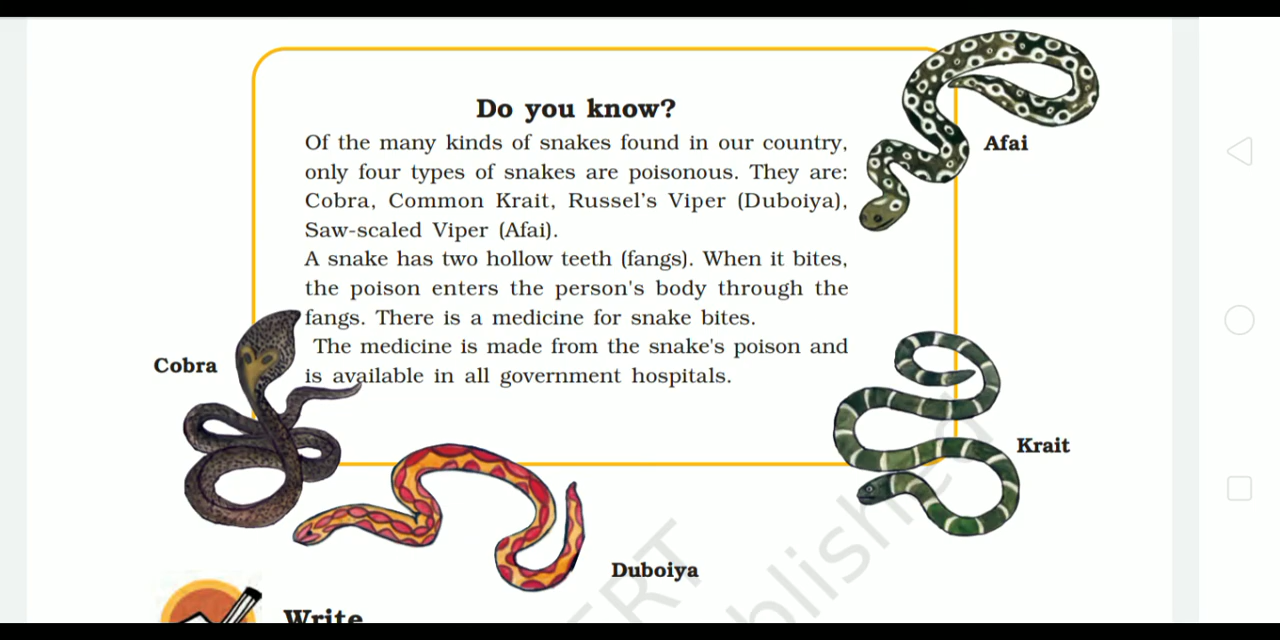 Do you know?
Of the many kinds of snakes found in our country,
only four types of snakes are poisonous. They are:
Cobra, Common Krait, Russel's Viper (Duboiya),
Saw-scaled Viper (Afai).
A snake has two hollow teeth (fangs). When it bites,
the poison enters the person's body through the
fangs. There is a medicine for snake bites.
The medicine is made from the snake's poison and
is available in all government hospitals.
Afai
Cobra
Krait
Duboiya
Write